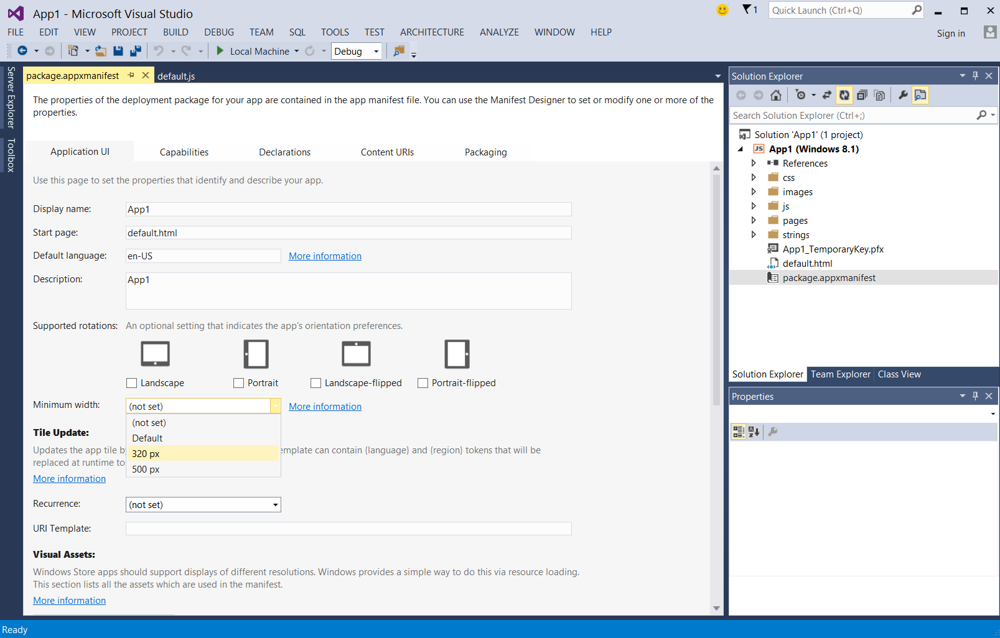 App1 - Microsoft Visual Studio
1
Quick Launch (Ctrl+Q)
FILE EDIT VIEW PROJECT BUILD DEBUG TEAM SQL TOOLS TEST ARCHITECTURE ANALYZE WINDOW HELP
Sign in
Local Machine
Debug
Server Explorer
Toolbox
package.appxmanifest
default.js
The properties of the deployment package for your app are contained in the app manifest file. You can use the Manifest Designer to set or modify one or more of the
properties.
Application UI
Capabilities
Declarations
Content URIs
Packaging
Use this page to set the properties that identify and describe your app.
Display name: App1
Start page: default.html
Default language: en-US More information
Description: App1
Supported rotations: An optional setting that indicates the app's orientation preferences.
Landscape
Portrait
Landscape-flipped
Portrait-flipped
Minimum width: (not set) More information
(not set)
Default
320 px
500 px
Tile Update:
Updates the app tile b emplate can contain {language} and {region} tokens that will be
replaced at runtime to
More information
Recurrence: (not set)
URI Template:
Visual Assets:
Windows Store apps should support displays of different resolutions. Windows provides a simple way to do this via resource loading.
This section lists all the assets which are used in the manifest.
More information
Solution Explorer
Search Solution Explorer (Ctrl+;)
Solution 'App1' (1 project)
JS App1 (Windows 8.1)
References
css
images
js
pages
strings
App1_TemporaryKey.pfx
default.html
package.appxmanifest
Solution Explorer
Team Explorer
Class View
Properties
Ready